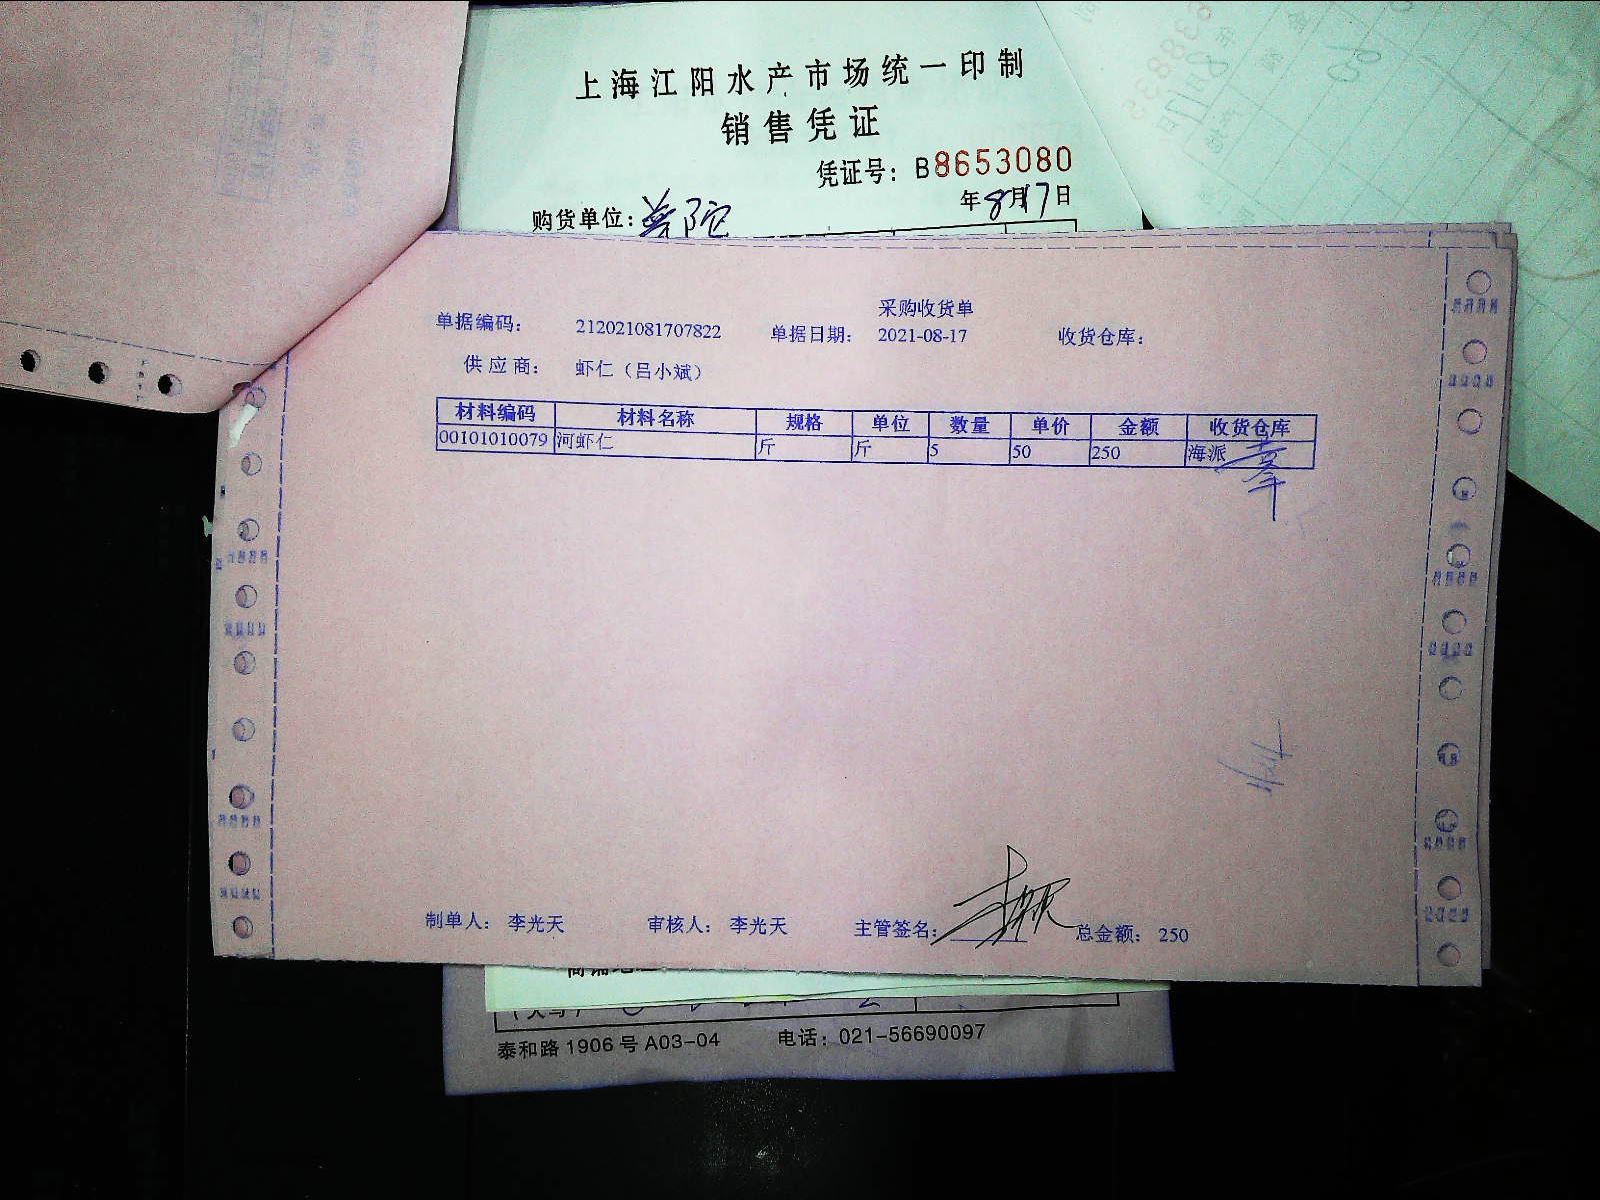 上海江阳水产市场统一印制
销售凭证
凭证号：B8653080
年8月17日
购货单位：普陀
采购收货单
单据编码： 212021081707822 单据日期： 2021-08-17 收货仓库：
供应商： 虾仁（吕小斌）
材料编码 材料名称 规格 单位 数量 单价 金额 收货仓库
00101010079 河虾仁 斤 斤 5 50 250 海派
制单人： 李光天 审核人： 李光天 主管签名： 总金额： 250
泰和路1906号A03-04 电话：021-56690097